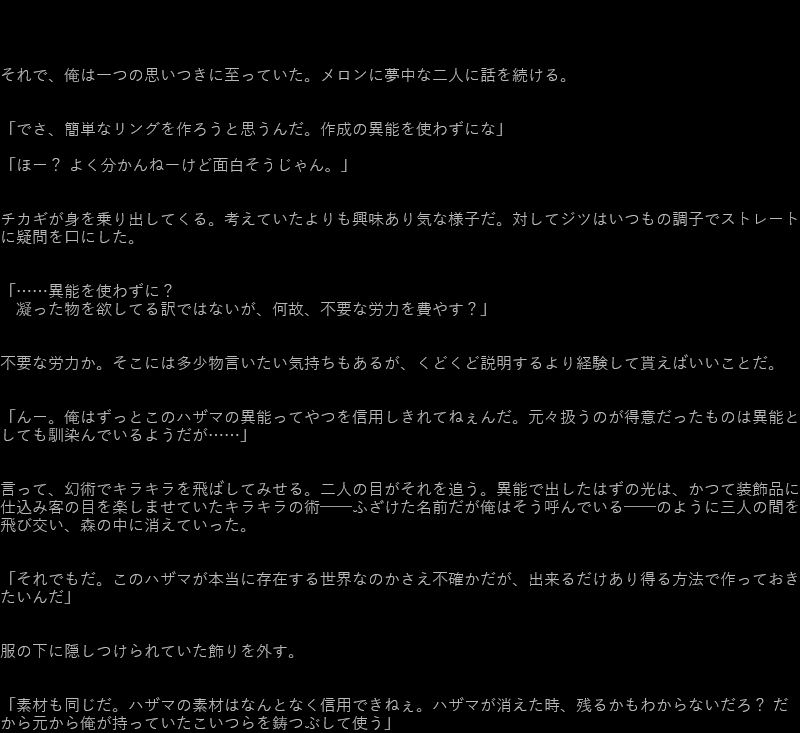 それで、俺は一つの思いつきに至っていた。メロンに夢中な二人に話を続ける。
「でさ、簡単なリングを作ろうと思うんだ。作成の異能を使わずにな」
「ほー？ よく分かんねーけど面白そうじゃん。」
チカギが身を乗り出してくる。考えていたよりも興味あり気な様子だ。対してジツはいつもの調子でストレート
に疑問を口にした。
「……異能を使わずに？
　凝った物を欲してる訳ではないが、何故、不要な労力を費やす？」
不要な労力か。そこには多少物言いたい気持ちもあるが、くどくど説明するより経験して貰えばいいことだ。
「んー。俺はずっとこのハザマの異能ってやつを信用しきれてねぇんだ。元々扱うのが得意だったものは異能と
しても馴染んでいるようだが……」
言って、幻術でキラキラを飛ばしてみせる。二人の目がそれを追う。異能で出したはずの光は、かつて装飾品に
仕込み客の目を楽しませていたキラキラの術――ふざけた名前だが俺はそう呼んでいる――のように三人の間を
飛び交い、森の中に消えていった。
「それでもだ。このハザマが本当に存在する世界なのかさえ不確かだが、出来るだけあり得る方法で作っておき
たいんだ」
服の下に隠しつけられていた飾りを外す。
「素材も同じだ。ハザマの素材はなんとなく信用できねぇ。ハザマが消えた時、残るかもわからないだろ？ だ
から元から俺が持っていたこいつらを鋳つぶして使う」